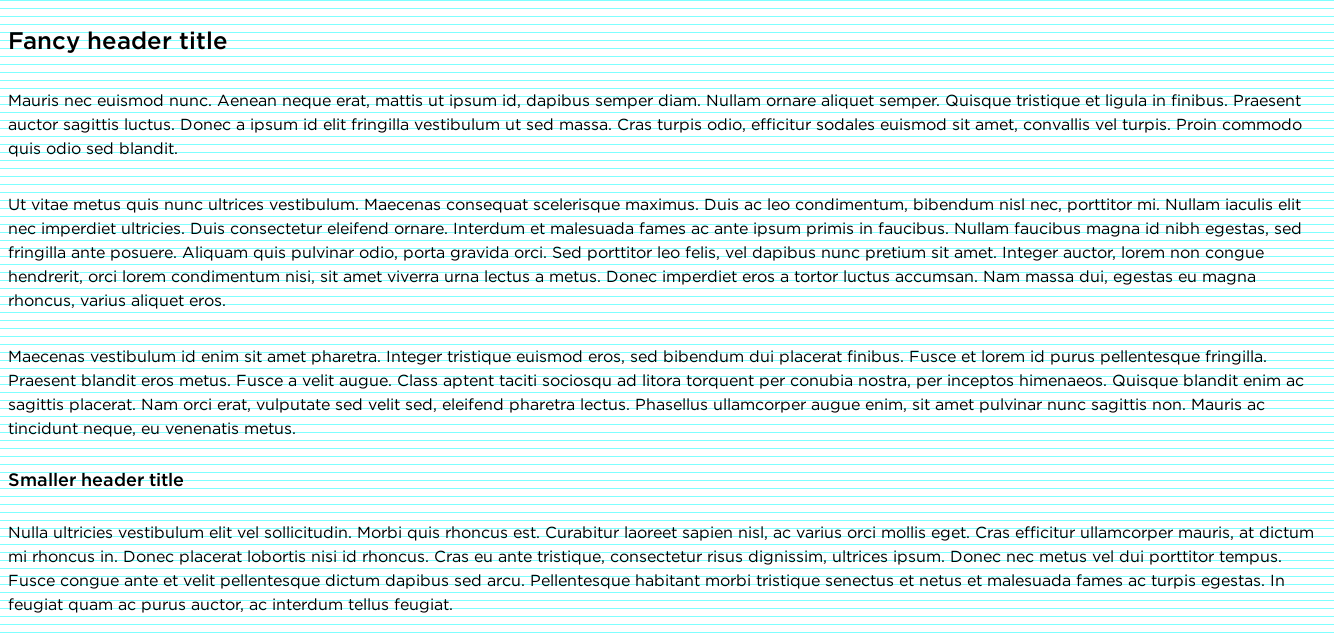 Fancy header title
Mauris nec euismod nunc. Aenean neque erat, mattis ut ipsum id, dapibus semper diam. Nullam ornare aliquet semper. Quisque tristique et ligula in finibus. Praesent
auctor sagittis luctus. Donec a ipsum id elit fringilla vestibulum ut sed massa. Cras turpis odio, efficitur sodales euismod sit amet, convallis vel turpis. Proin commodo
quis odio sed blandit.
Ut vitae metus quis nunc ultrices vestibulum. Maecenas consequat scelerisque maximus. Duis ac leo condimentum, bibendum nisl nec, porttitor mi. Nullam iaculis elit
nec imperdiet ultricies. Duis consectetur eleifend ornare. Interdum et malesuada fames ac ante ipsum primis in faucibus. Nullam faucibus magna id nibh egestas, sed
fringilla ante posuere. Aliquam quis pulvinar odio, porta gravida orci. Sed porttitor leo felis, vel dapibus nunc pretium sit amet. Integer auctor, lorem non congue
hendrerit, orci lorem condimentum nisi, sit amet viverra urna lectus a metus. Donec imperdiet eros a tortor luctus accumsan. Nam massa dui, egestas eu magna
rhoncus, varius aliquet eros.
Maecenas vestibulum id enim sit amet pharetra. Integer tristique euismod eros, sed bibendum dui placerat finibus. Fusce et lorem id purus pellentesque fringilla.
Praesent blandit eros metus. Fusce a velit augue. Class aptent taciti sociosqu ad litora torquent per conubia nostra, per inceptos himenaeos. Quisque blandit enim ac
sagittis placerat. Nam orci erat, vulputate sed velit sed, eleifend pharetra lectus. Phasellus ullamcorper augue enim, sit amet pulvinar nunc sagittis non. Mauris ac
tincidunt neque, eu venenatis metus.
Smaller header title
Nulla ultricies vestibulum elit vel sollicitudin. Morbi quis rhoncus est. Curabitur laoreet sapien nisl, ac varius orci mollis eget. Cras efficitur ullamcorper mauris, at dictum
mi rhoncus in. Donec placerat lobortis nisi id rhoncus. Cras eu ante tristique, consectetur risus dignissim, ultrices ipsum. Donec nec metus vel dui porttitor tempus.
Fusce congue ante et velit pellentesque dictum dapibus sed arcu. Pellentesque habitant morbi tristique senectus et netus et malesuada fames ac turpis egestas. In
feugiat quam ac purus auctor, ac interdum tellus feugiat.